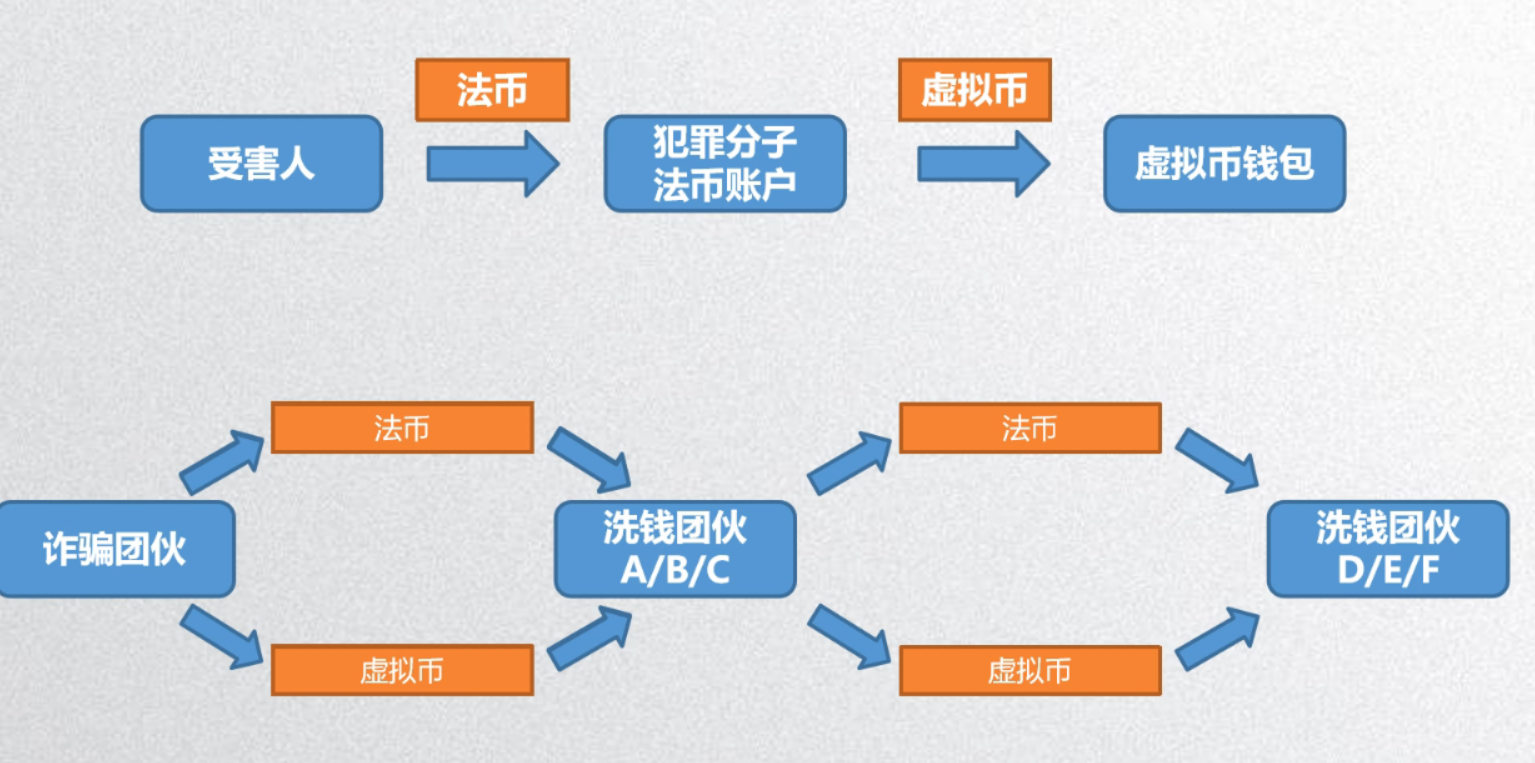 法币
虚拟币
受害人
犯罪分子
法币账户
虚拟币钱包
法币
法币
诈骗团伙
洗钱团伙
A/B/C
洗钱团伙
D/E/F
虚拟币
虚拟币